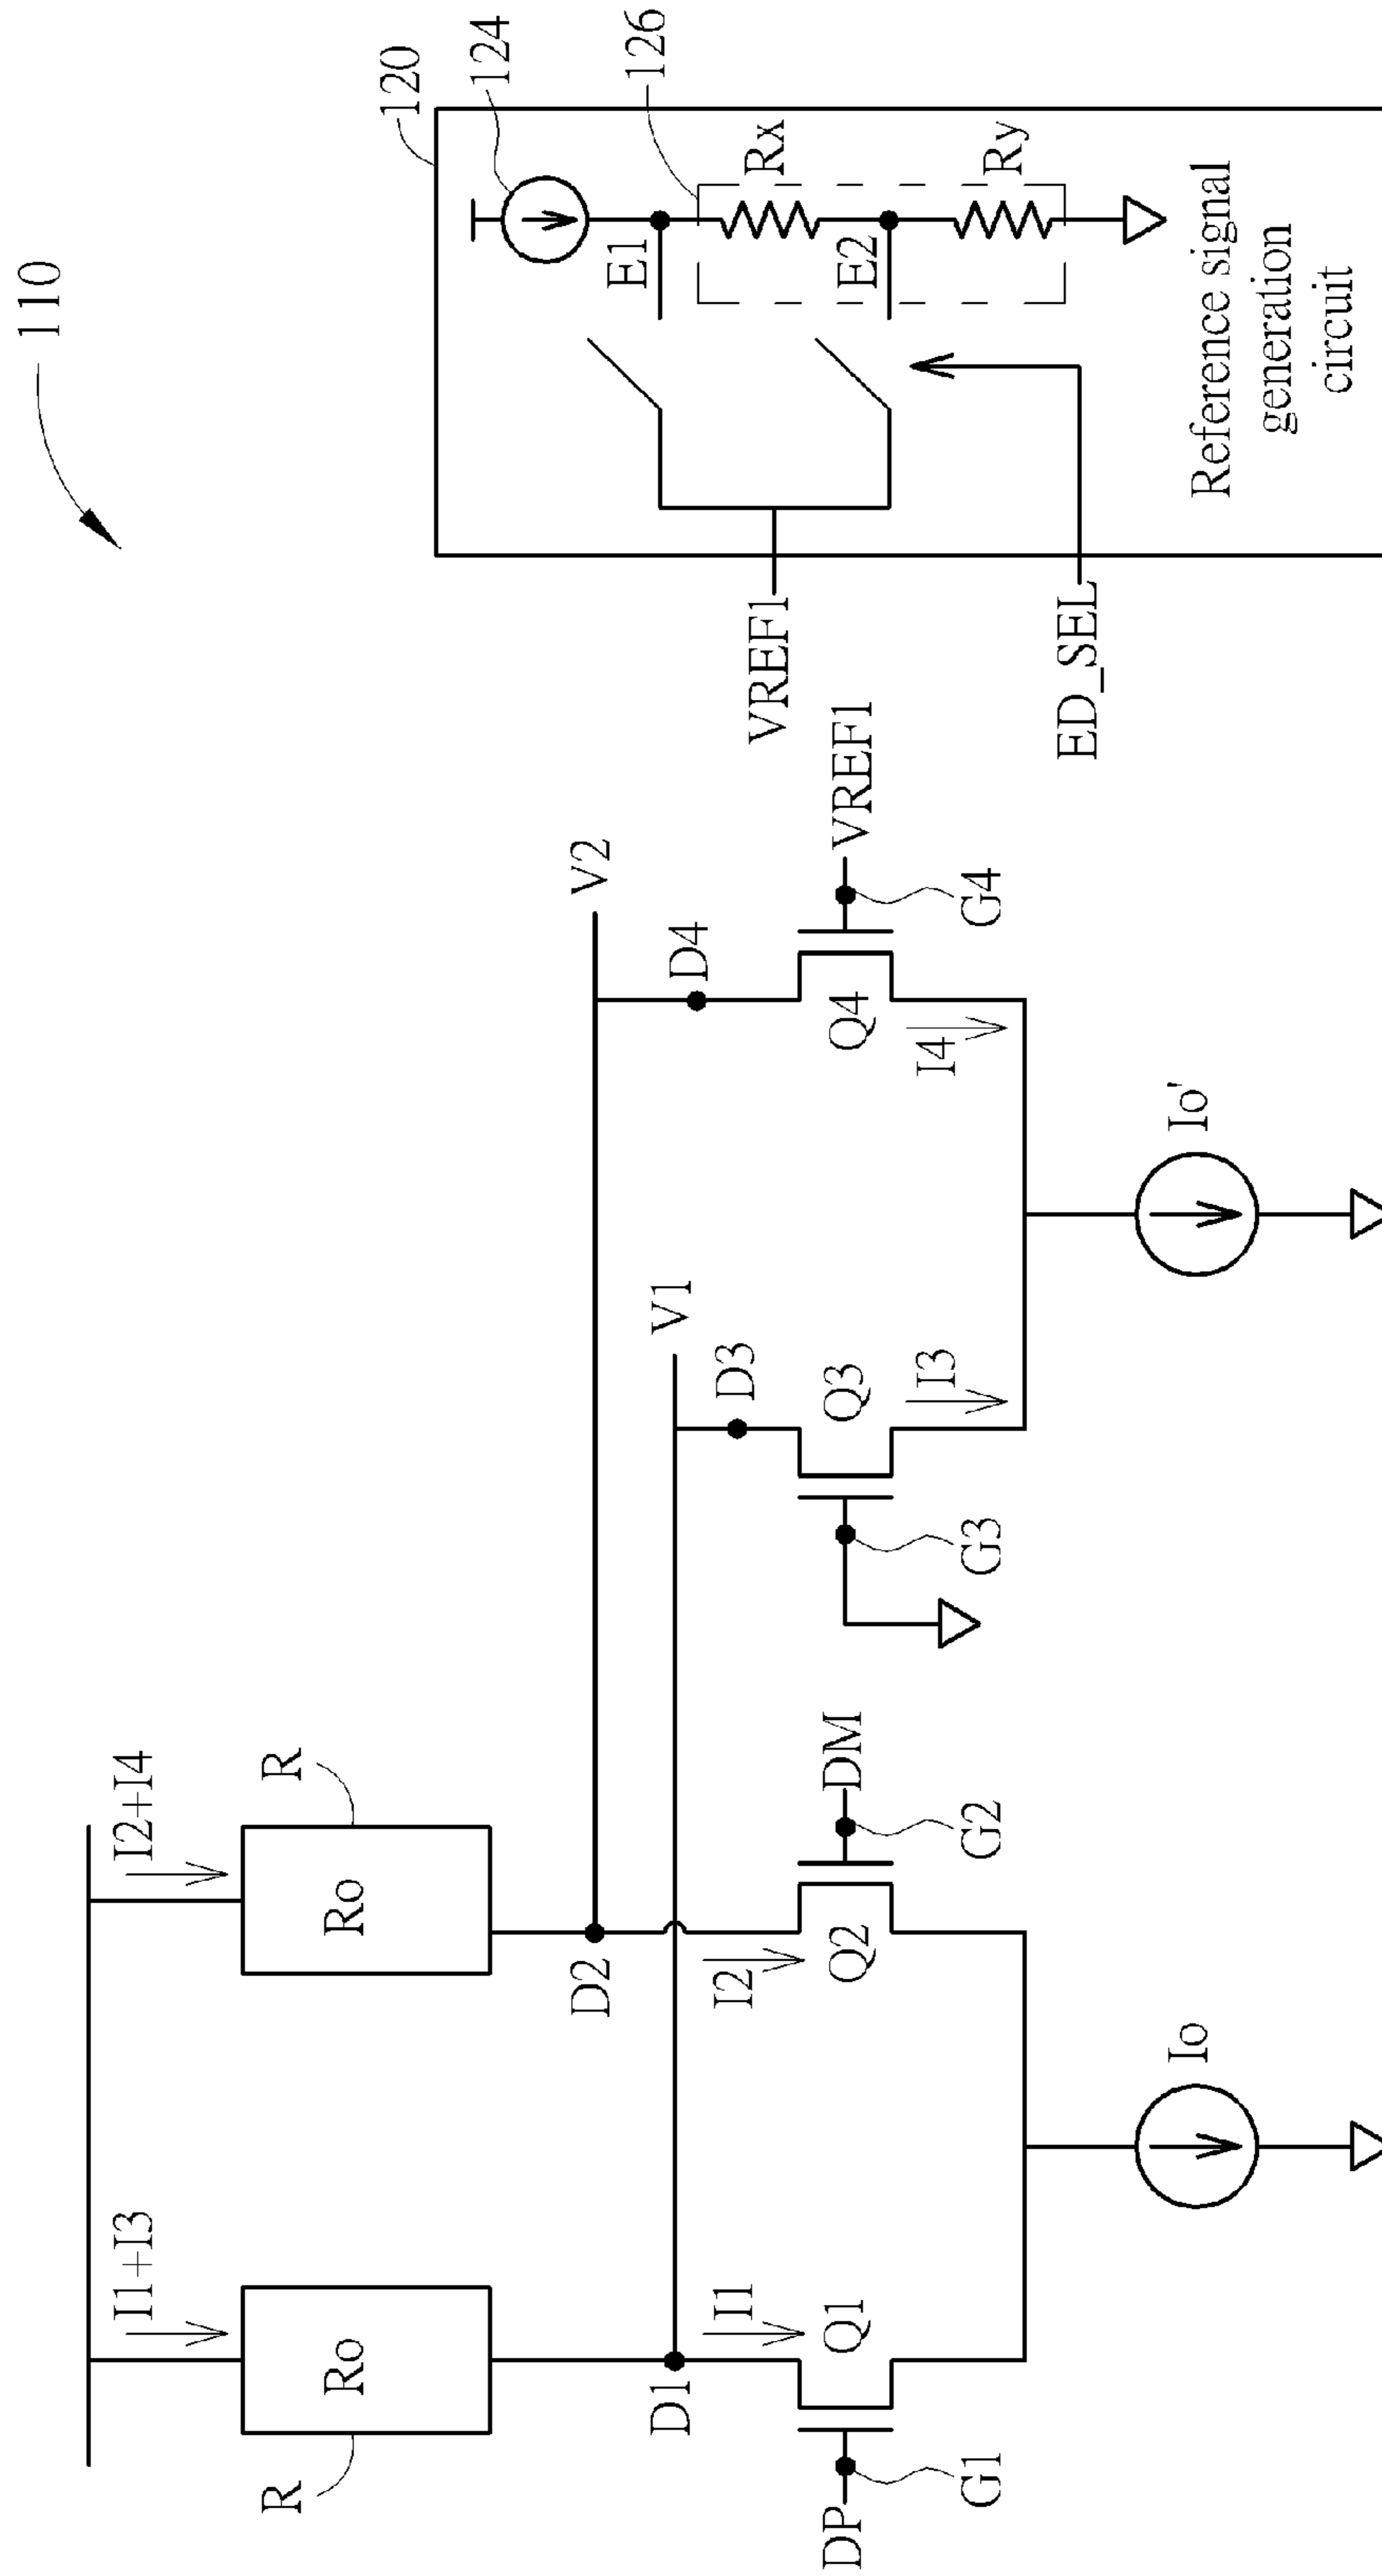 110
I1+I3
I2+I4
R
Ro
R
Ro
D1
D2
V1
V2
I1
I2
D3
D4
DP
G1
Q1
Q2
G2
DM
G3
Q3
I3
Q4
I4
G4
VREF1
Io
Io'
120
124
126
E1
Rx
E2
Ry
VREF1
ED_SEL
Reference signal
generation
circuit